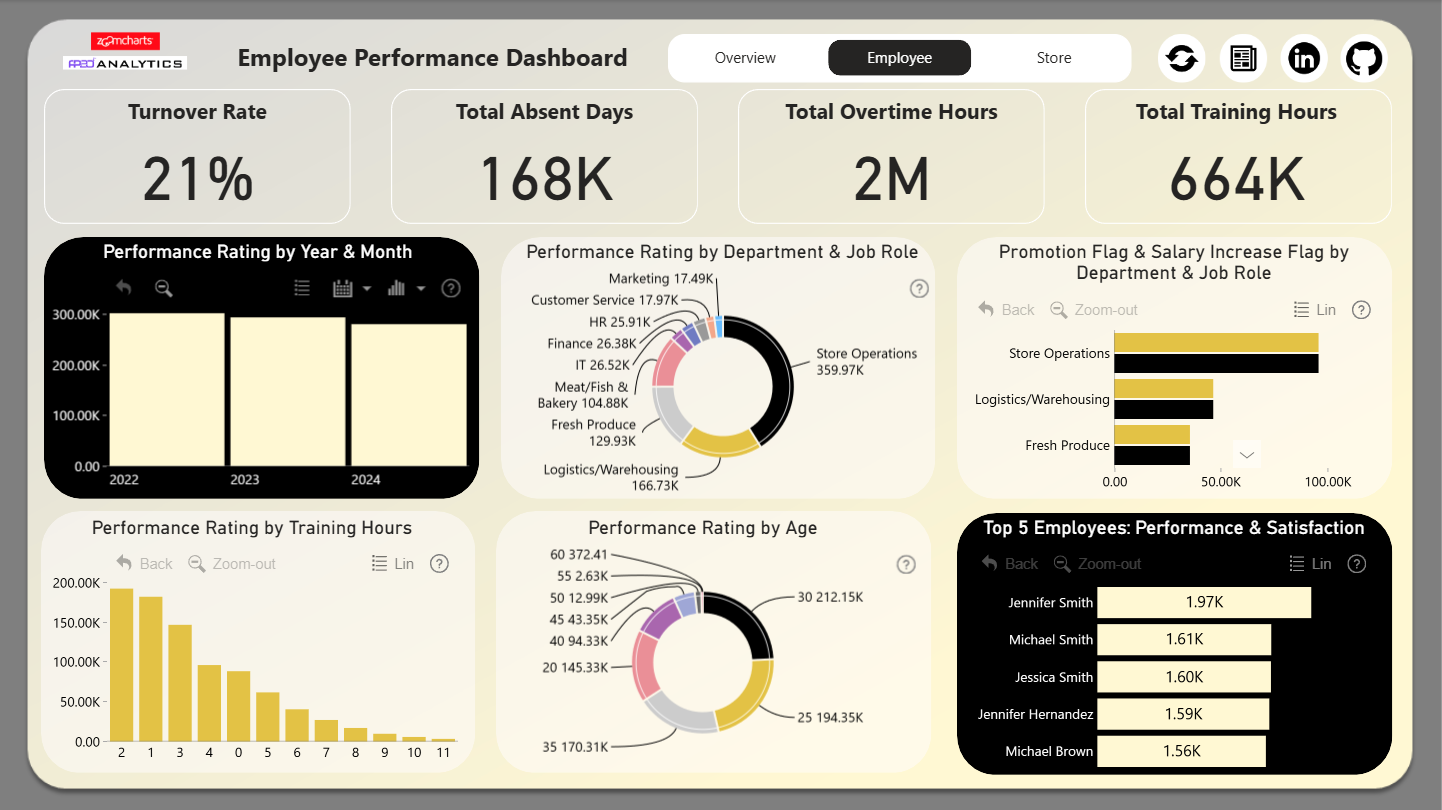 zoomcharts
ANALYTICS
Employee Performance Dashboard
Overview
Employee
Store
Turnover Rate
21%
Total Absent Days
168K
Total Overtime Hours
2M
Total Training Hours
664K
Performance Rating by Year & Month
300.00K
200.00K
100.00K
0.00
2022
2023
2024
Performance Rating by Department & Job Role
Marketing 17.49K
Customer Service 17.97K
HR 25.91K
Finance 26.38K
IT 26.52K
Meat/Fish &
Bakery 104.88K
Fresh Produce
129.93K
Logistics/Warehousing
166.73K
Store Operations
359.97K
Promotion Flag & Salary Increase Flag by
Department & Job Role
Back
Zoom-out
Lin
Store Operations
Logistics/Warehousing
Fresh Produce
0.00
50.00K
100.00K
Performance Rating by Training Hours
Back
Zoom-out
Lin
200.00K
150.00K
100.00K
50.00K
0.00
2
1
3
4
0
5
6
7
8
9
10
11
Performance Rating by Age
60 372.41
55 2.63K
50 12.99K
45 43.35K
40 94.33K
20 145.33K
35 170.31K
30 212.15K
25 194.35K
Top 5 Employees: Performance & Satisfaction
Back
Zoom-out
Lin
Jennifer Smith
1.97K
Michael Smith
1.61K
Jessica Smith
1.60K
Jennifer Hernandez
1.59K
Michael Brown
1.56K